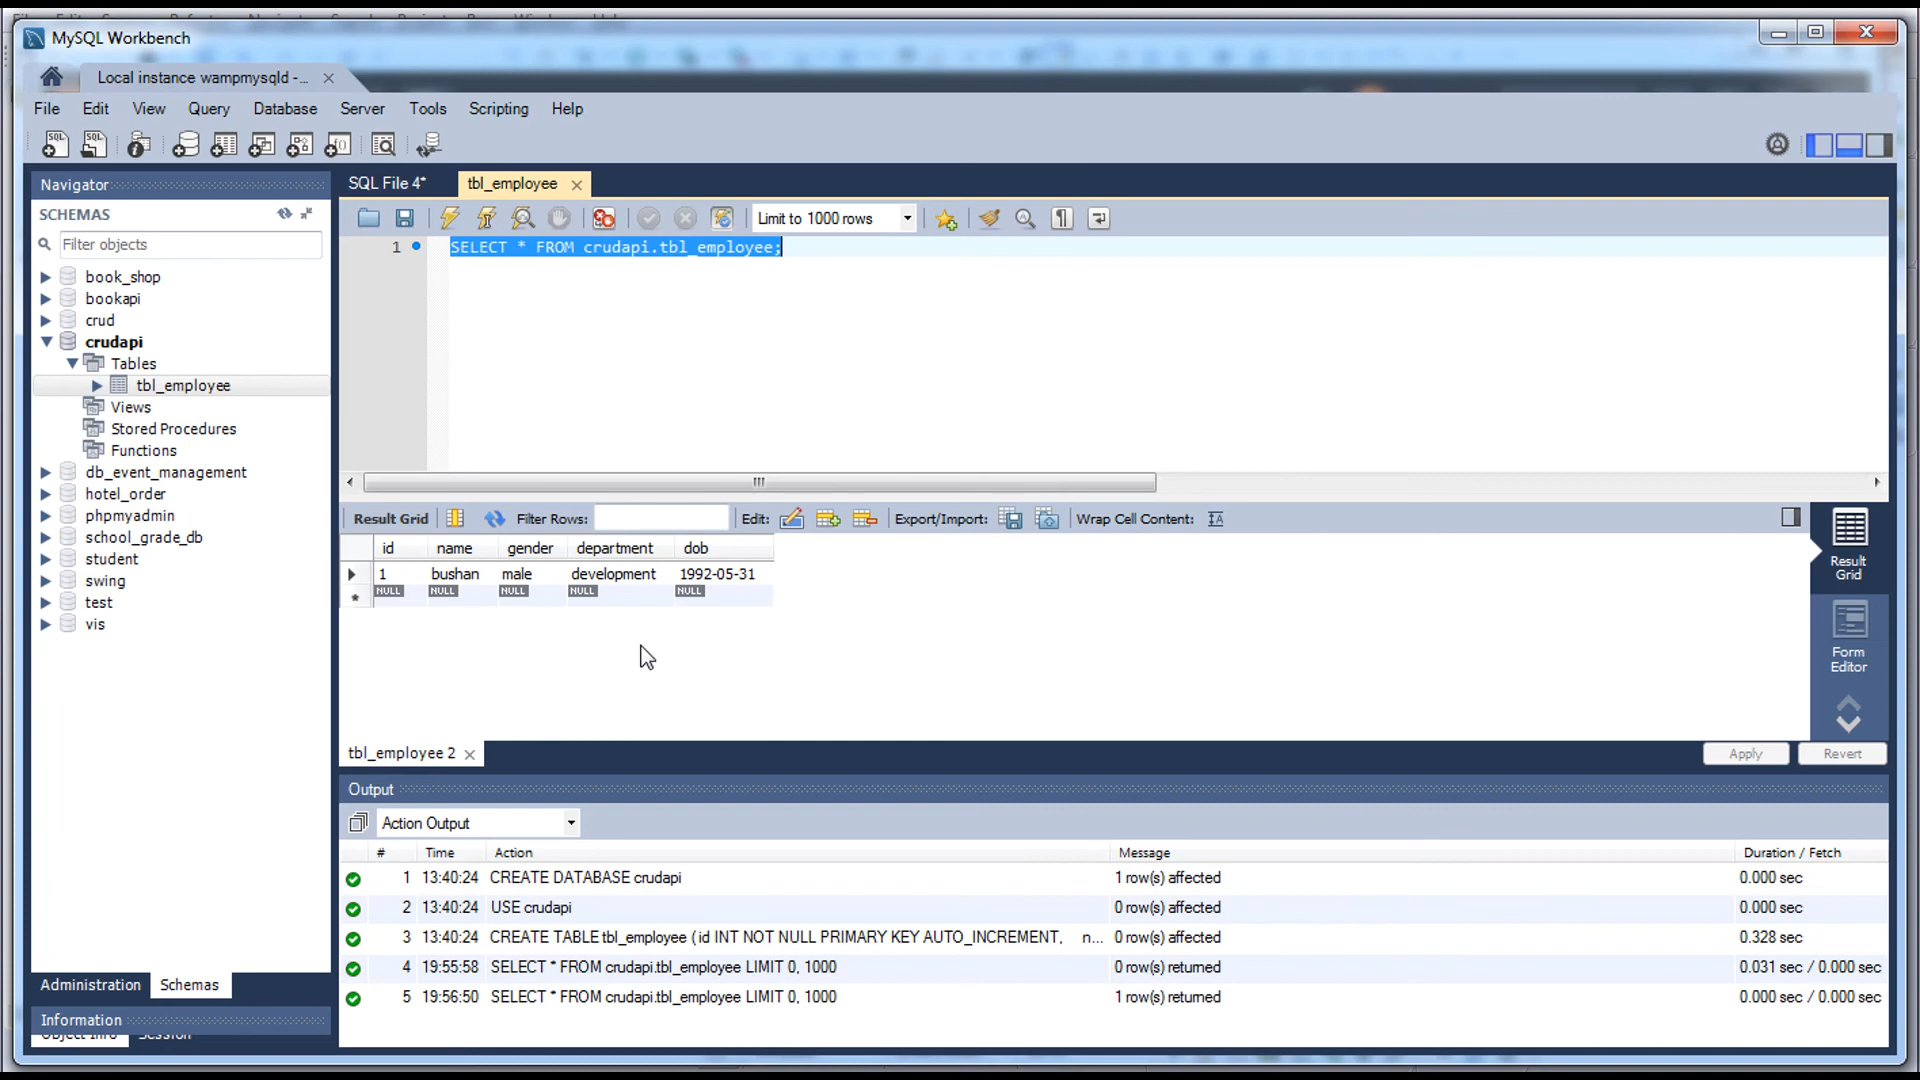 MySQL Workbench
Local instance wampmysqld -...
File Edit View Query Database Server Tools Scripting Help
Navigator
SCHEMAS
Filter objects
book_shop
bookapi
crud
crudapi
Tables
tbl_employee
Views
Stored Procedures
Functions
db_event_management
hotel_order
phpmyadmin
school_grade_db
student
swing
test
vis
Administration Schemas
Information
Object Info Session
SQL File 4* tbl_employee
Limit to 1000 rows
1 SELECT * FROM crudapi.tbl_employee;
Result Grid Filter Rows: Edit: Export/Import: Wrap Cell Content:
id name gender department dob
1 bushan male development 1992-05-31
NULL NULL NULL NULL NULL
Result
Grid
Form
Editor
tbl_employee 2
Apply Revert
Output
Action Output
# Time Action Message Duration / Fetch
1 13:40:24 CREATE DATABASE crudapi 1 row(s) affected 0.000 sec
2 13:40:24 USE crudapi 0 row(s) affected 0.000 sec
3 13:40:24 CREATE TABLE tbl_employee ( id INT NOT NULL PRIMARY KEY AUTO_INCREMENT, n... 0 row(s) affected 0.328 sec
4 19:55:58 SELECT * FROM crudapi.tbl_employee LIMIT 0, 1000 0 row(s) returned 0.031 sec / 0.000 sec
5 19:56:50 SELECT * FROM crudapi.tbl_employee LIMIT 0, 1000 1 row(s) returned 0.000 sec / 0.000 sec